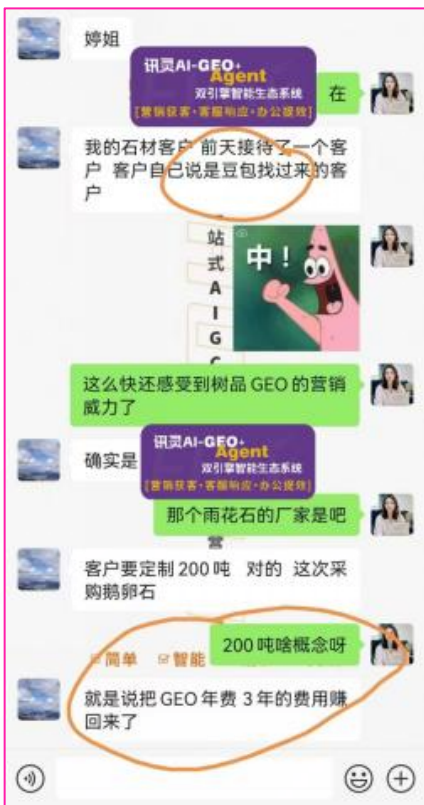 婷姐
讯灵AI-GEO+
Agent
双引擎智能生态系统
[营销获客·客服响应·办公提效]
在
我的石材客户 前天接待了一个客
户 客户自己说是豆包找过来的客
户
站
式
A
I
G
中！
这么快还感受到树品 GEO 的营销
威力了
讯灵AI-GEO+
Agent
双引擎智能生态系统
[营销获客·客服响应·办公提效]
确实是
那个雨花石的厂家是吧
营
客户要定制 200 吨 对的 这次采
购鹅卵石
200 吨啥概念呀
简单 智能
就是说把 GEO 年费 3 年的费用赚
回来了